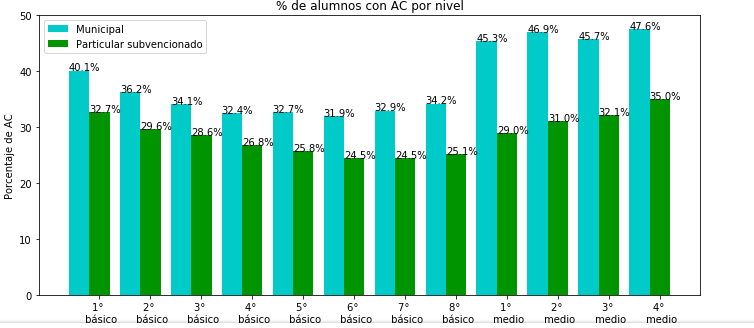 % de alumnos con AC por nivel
Municipal
Particular subvencionado
Porcentaje de AC
50
40
30
20
10
0
40.1%
32.7%
36.2%
29.6%
34.1%
28.6%
32.4%
26.8%
32.7%
25.8%
31.9%
24.5%
32.9%
24.5%
34.2%
25.1%
45.3%
29.0%
46.9%
31.0%
45.7%
32.1%
47.6%
35.0%
1° básico
2° básico
3° básico
4° básico
5° básico
6° básico
7° básico
8° básico
1° medio
2° medio
3° medio
4° medio